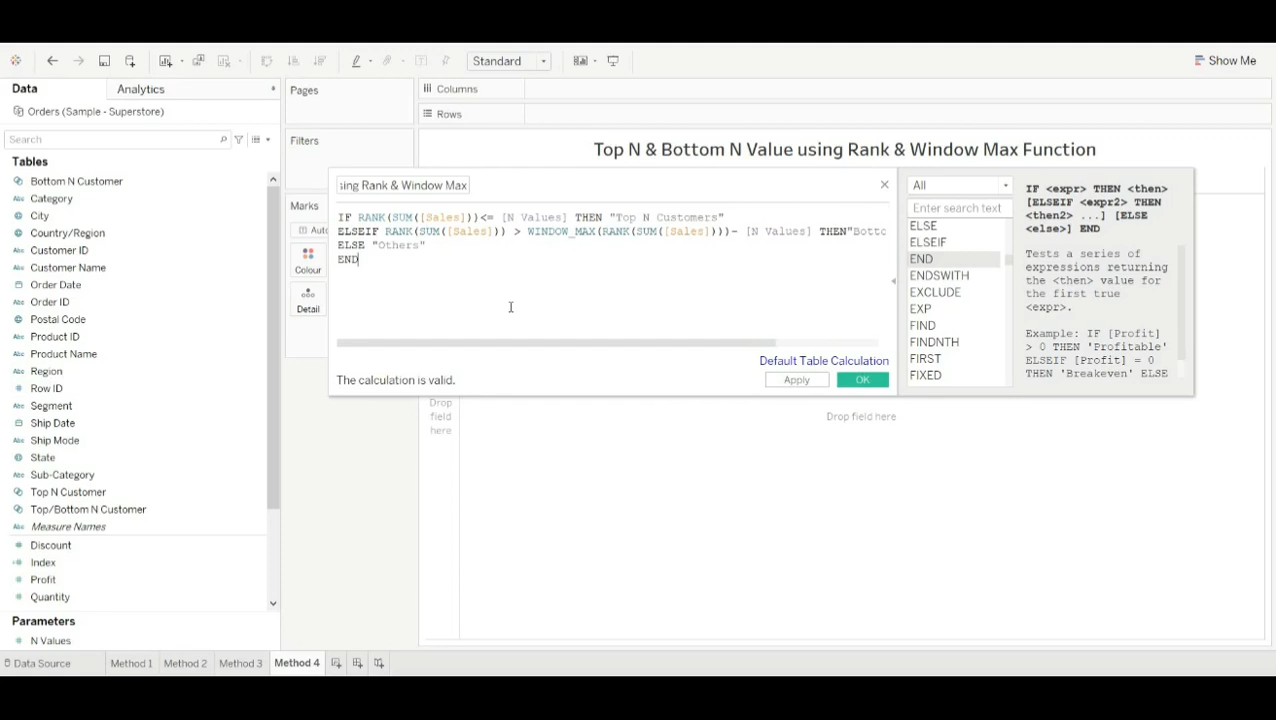 Standard
Show Me
Data
Analytics
Pages
Columns
Orders (Sample - Superstore)
Rows
Search
Filters
Top N & Bottom N Value using Rank & Window Max Function
Tables
Bottom N Customer
Category
City
Country/Region
Customer ID
Customer Name
Order Date
Order ID
Postal Code
Product ID
Product Name
Region
Row ID
Segment
Ship Date
Ship Mode
State
Sub-Category
Top N Customer
Top/Bottom N Customer
Measure Names
Discount
Index
Profit
Quantity
Parameters
N Values
Marks
Auto
Colour
Detail
sing Rank & Window Max
IF RANK(SUM([Sales]))<= [N Values] THEN "Top N Customers"
ELSEIF RANK(SUM([Sales])) > WINDOW_MAX(RANK(SUM([Sales])))- [N Values] THEN"Botto
ELSE "Others"
END
Default Table Calculation
The calculation is valid.
Apply
OK
All
Enter search text
ELSE
ELSEIF
END
ENDSWITH
EXCLUDE
EXP
FIND
FINDNTH
FIRST
FIXED
IF <expr> THEN <then>
[ELSEIF <expr2> THEN
<then2> ...] [ELSE
<else>] END
Tests a series of
expressions returning
the <then> value for
the first true
<expr>.
Example: IF [Profit]
> 0 THEN 'Profitable'
ELSEIF [Profit] = 0
THEN 'Breakeven' ELSE
Drop
field
here
Drop field here
Data Source
Method 1
Method 2
Method 3
Method 4